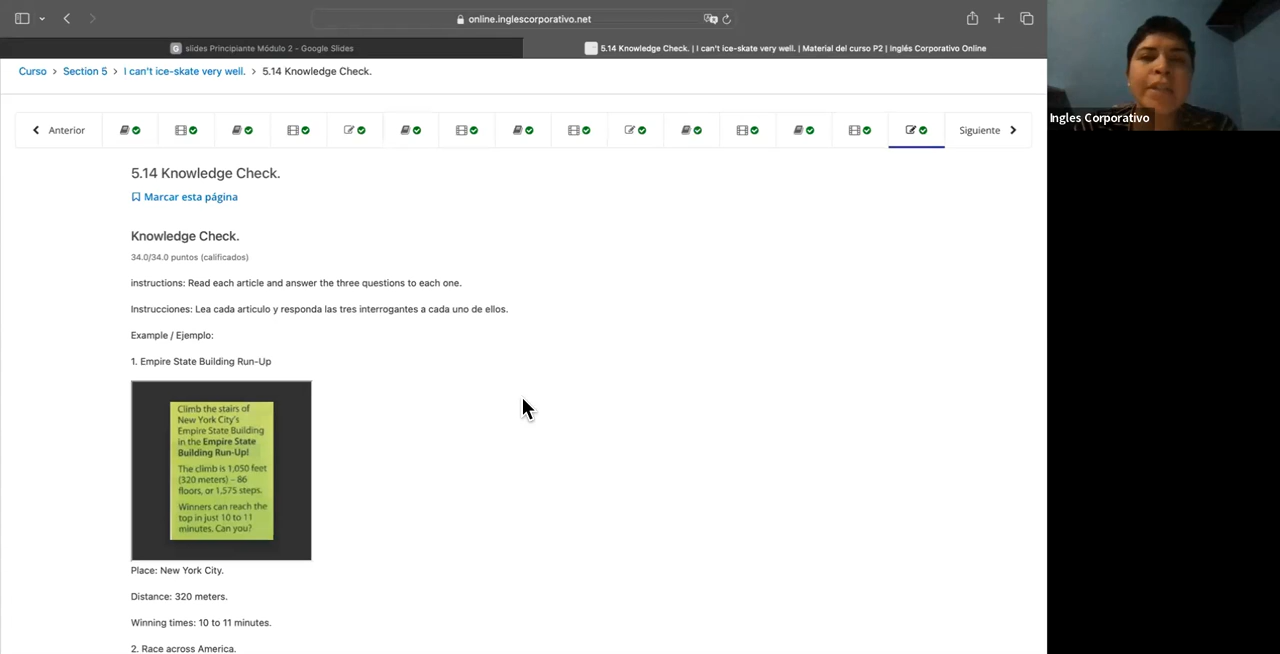 online.inglescorporativo.net
slides Principiante Módulo 2 - Google Slides
5.14 Knowledge Check. | I can't ice-skate very well. | Material del curso P2 | Inglés Corporativo Online
Curso > Section 5 > I can't ice-skate very well. > 5.14 Knowledge Check.
Anterior
Siguiente
5.14 Knowledge Check.
Marcar esta página
Knowledge Check.
34.0/34.0 puntos (calificados)
instructions: Read each article and answer the three questions to each one.
Instrucciones: Lea cada articulo y responda las tres interrogantes a cada uno de ellos.
Example / Ejemplo:
1. Empire State Building Run-Up
Climb the stairs of
New York City's
Empire State Building
in the Empire State
Building Run-Up!
The climb is 1,050 feet
(320 meters) – 86
floors, or 1,575 steps.
Winners can reach the
top in just 10 to 11
minutes. Can you?
Place: New York City.
Distance: 320 meters.
Winning times: 10 to 11 minutes.
2. Race across America.
Ingles Corporativo